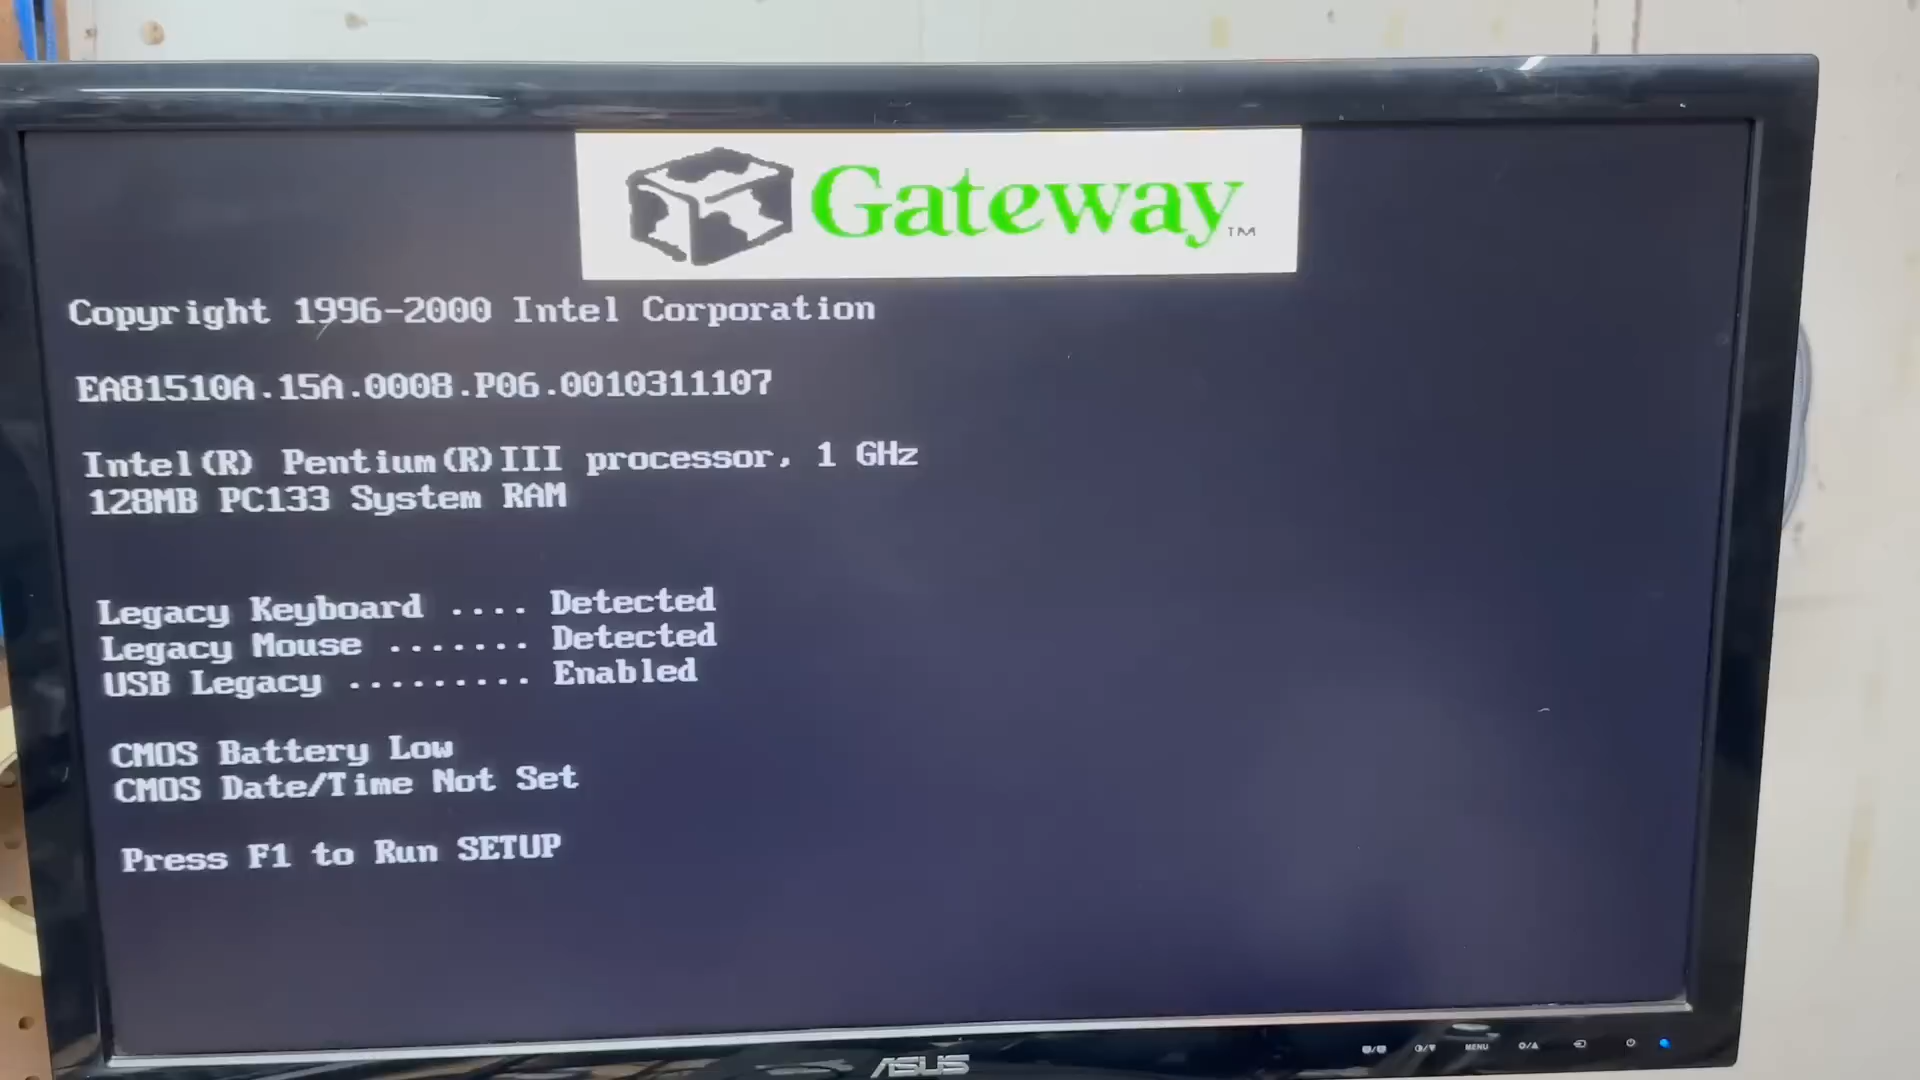 Gateway™
Copyright 1996-2000 Intel Corporation
EA81510A.15A.0008.P06.0010311107
Intel(R) Pentium(R)III processor, 1 GHz
128MB PC133 System RAM
Legacy Keyboard .... Detected
Legacy Mouse ....... Detected
USB Legacy ......... Enabled
CMOS Battery Low
CMOS Date/Time Not Set
Press F1 to Run SETUP
ASUS
MENU